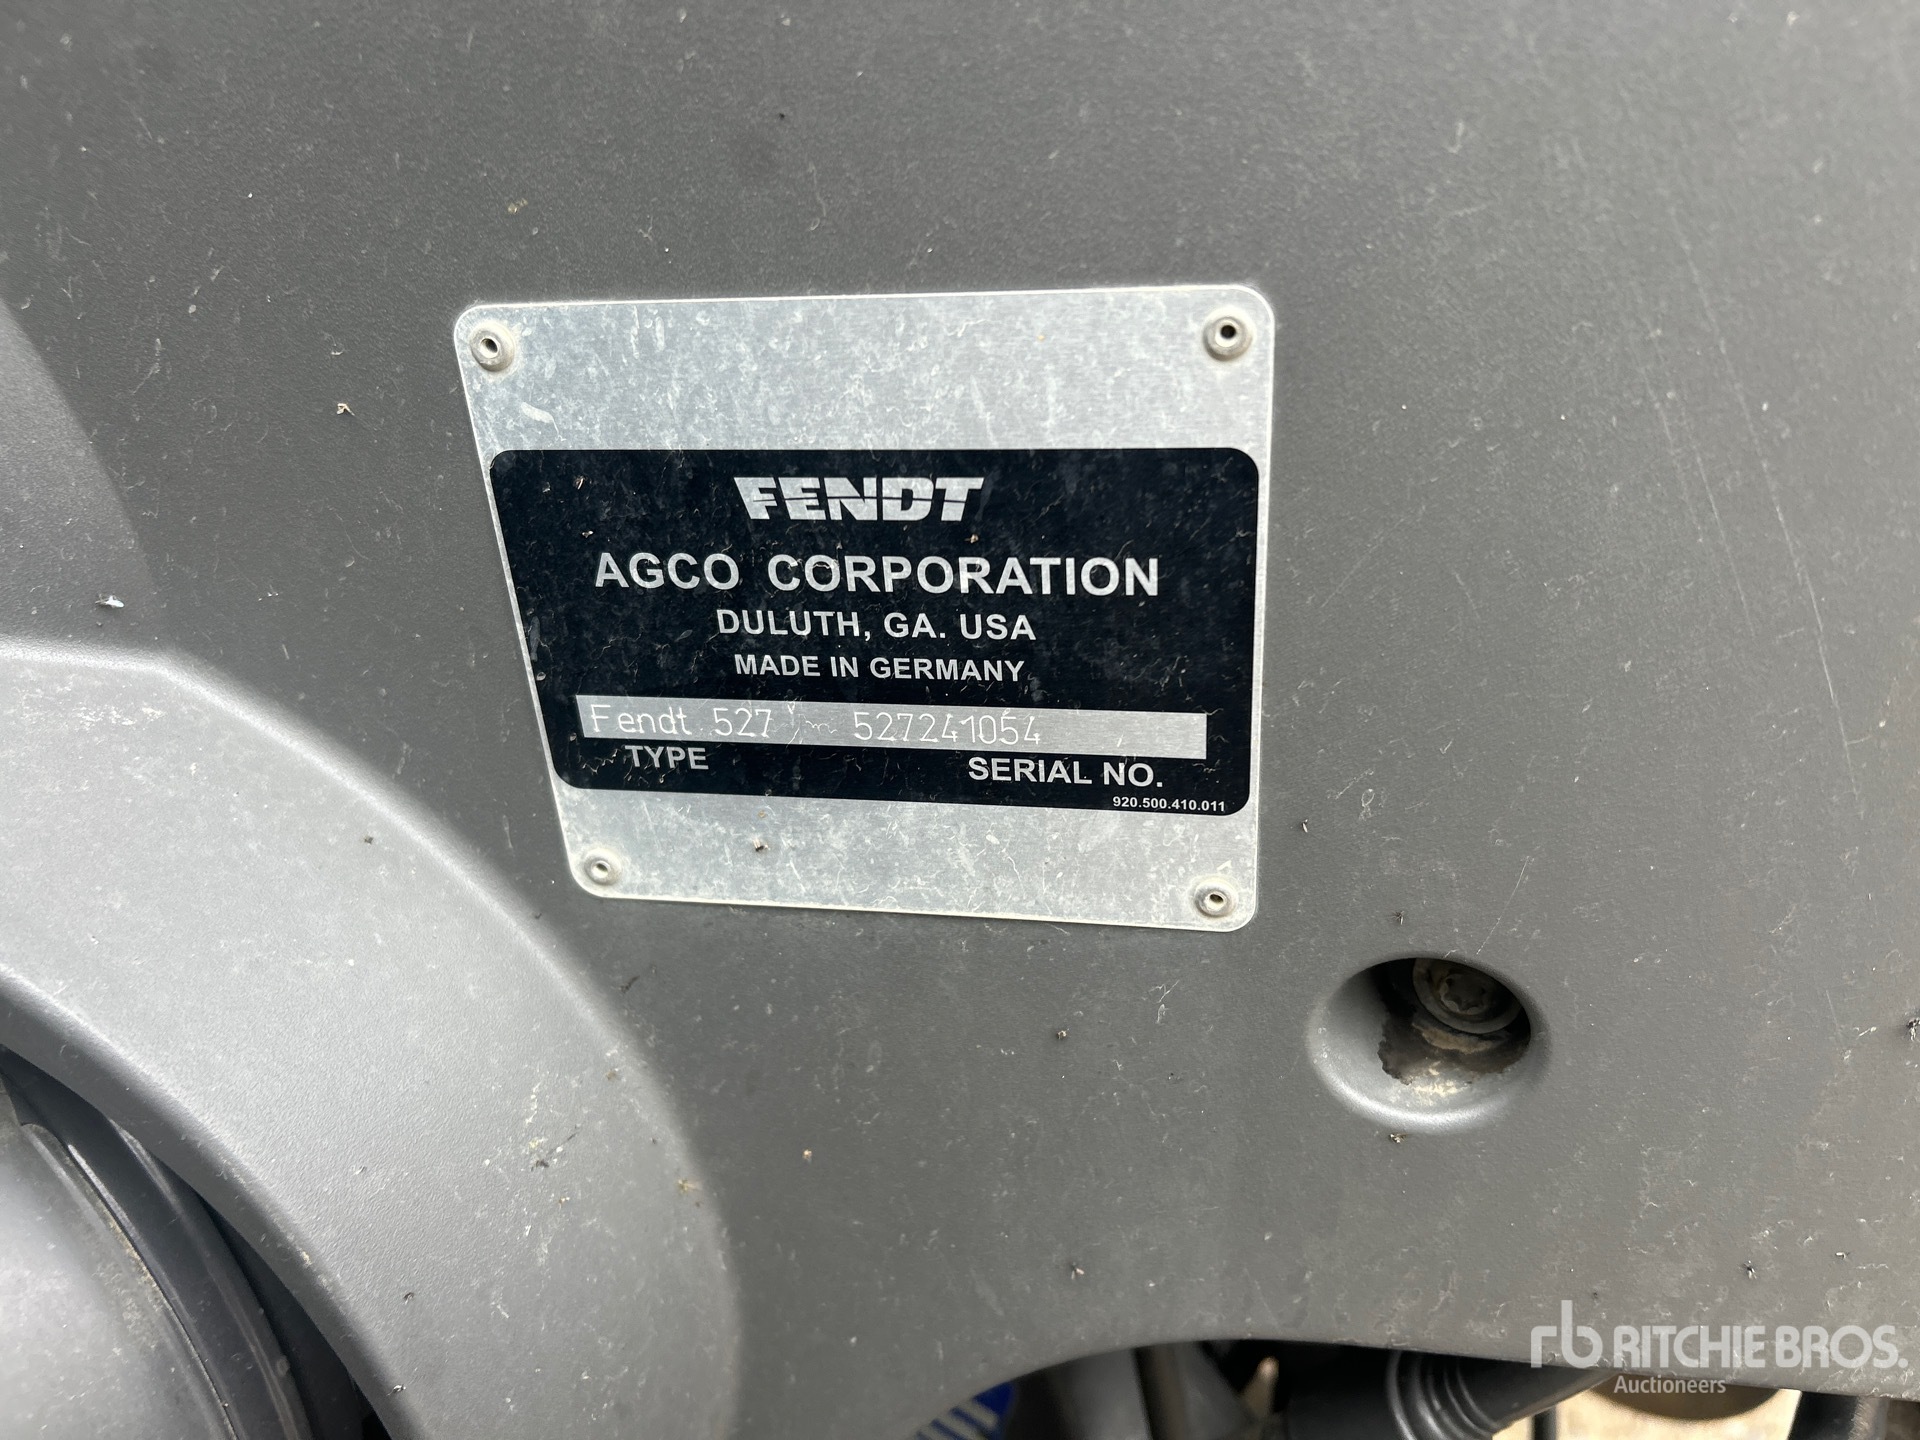 FENDT
AGCO CORPORATION
DULUTH, GA. USA
MADE IN GERMANY
Fendt 527 527241054
TYPE SERIAL NO.
920.500.410.011
rb RITCHIE BROS.
Auctioneers